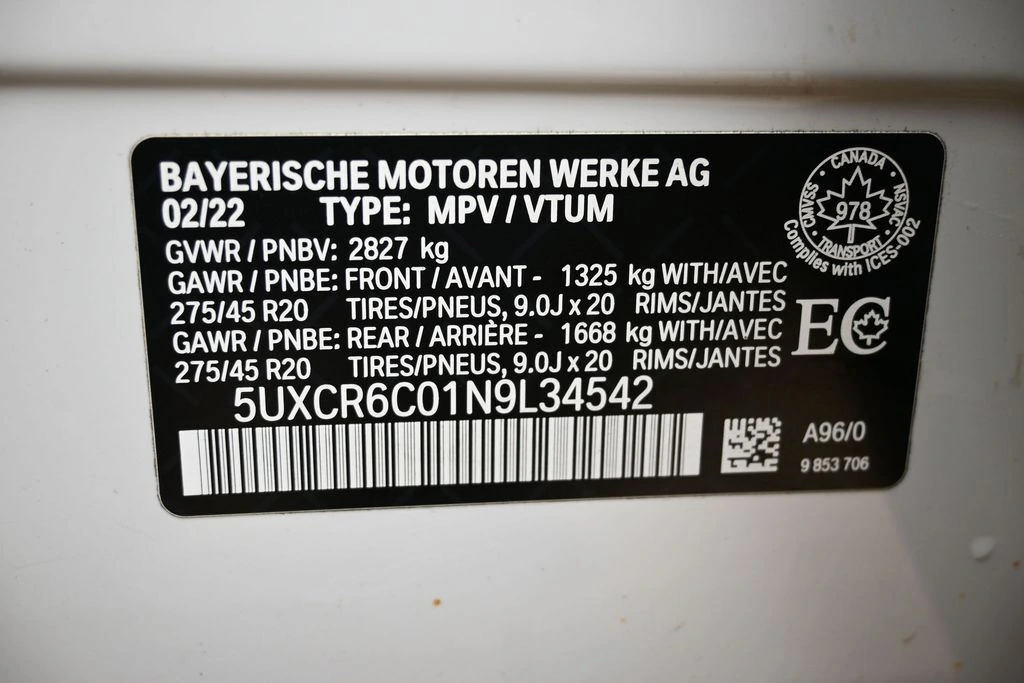 BAYERISCHE MOTOREN WERKE AG
02/22 TYPE: MPV / VTUM
GVWR / PNBV: 2827 kg
GAWR / PNBE: FRONT / AVANT - 1325 kg WITH/AVEC
275/45 R20 TIRES/PNEUS, 9.0J x 20 RIMS/JANTES
GAWR / PNBE: REAR / ARRIÈRE - 1668 kg WITH/AVEC
275/45 R20 TIRES/PNEUS, 9.0J x 20 RIMS/JANTES
5UXCR6C01N9L34542
CANADA
CMVSS
978
NSVAC
TRANSPORT
Complies with ICES-002
EC
A96/0
9 853 706